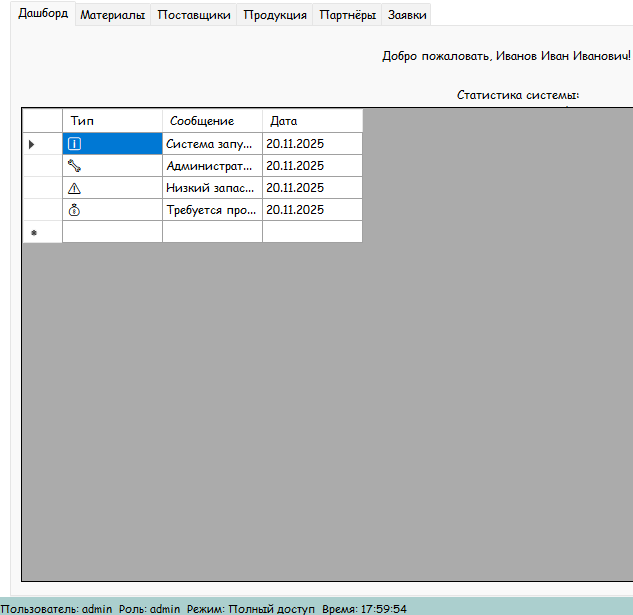 Дашборд Материалы Поставщики Продукция Партнёры Заявки
Добро пожаловать, Иванов Иван Иванович!
Статистика системы:
Тип Сообщение Дата
Система запу... 20.11.2025
Администрат... 20.11.2025
Низкий запас... 20.11.2025
Требуется про... 20.11.2025
Пользователь: admin Роль: admin Режим: Полный доступ Время: 17:59:54